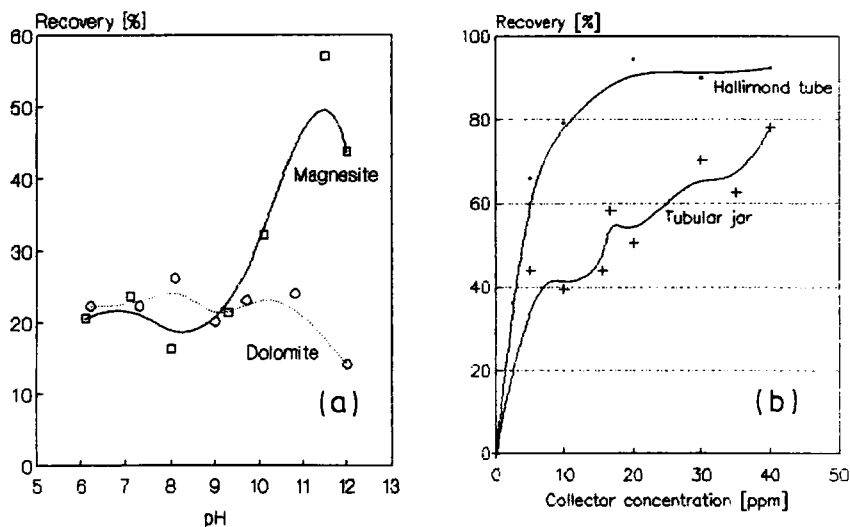 Recovery [%]
60
50
40
30
20
10
0
5 6 7 8 9 10 11 12 13
pH
Magnesite
Dolomite
(a)
Recovery [%]
100
80
60
40
20
0
0 10 20 30 40 50
Collector concentration [ppm]
Hallimond tube
Tubular jar
(b)